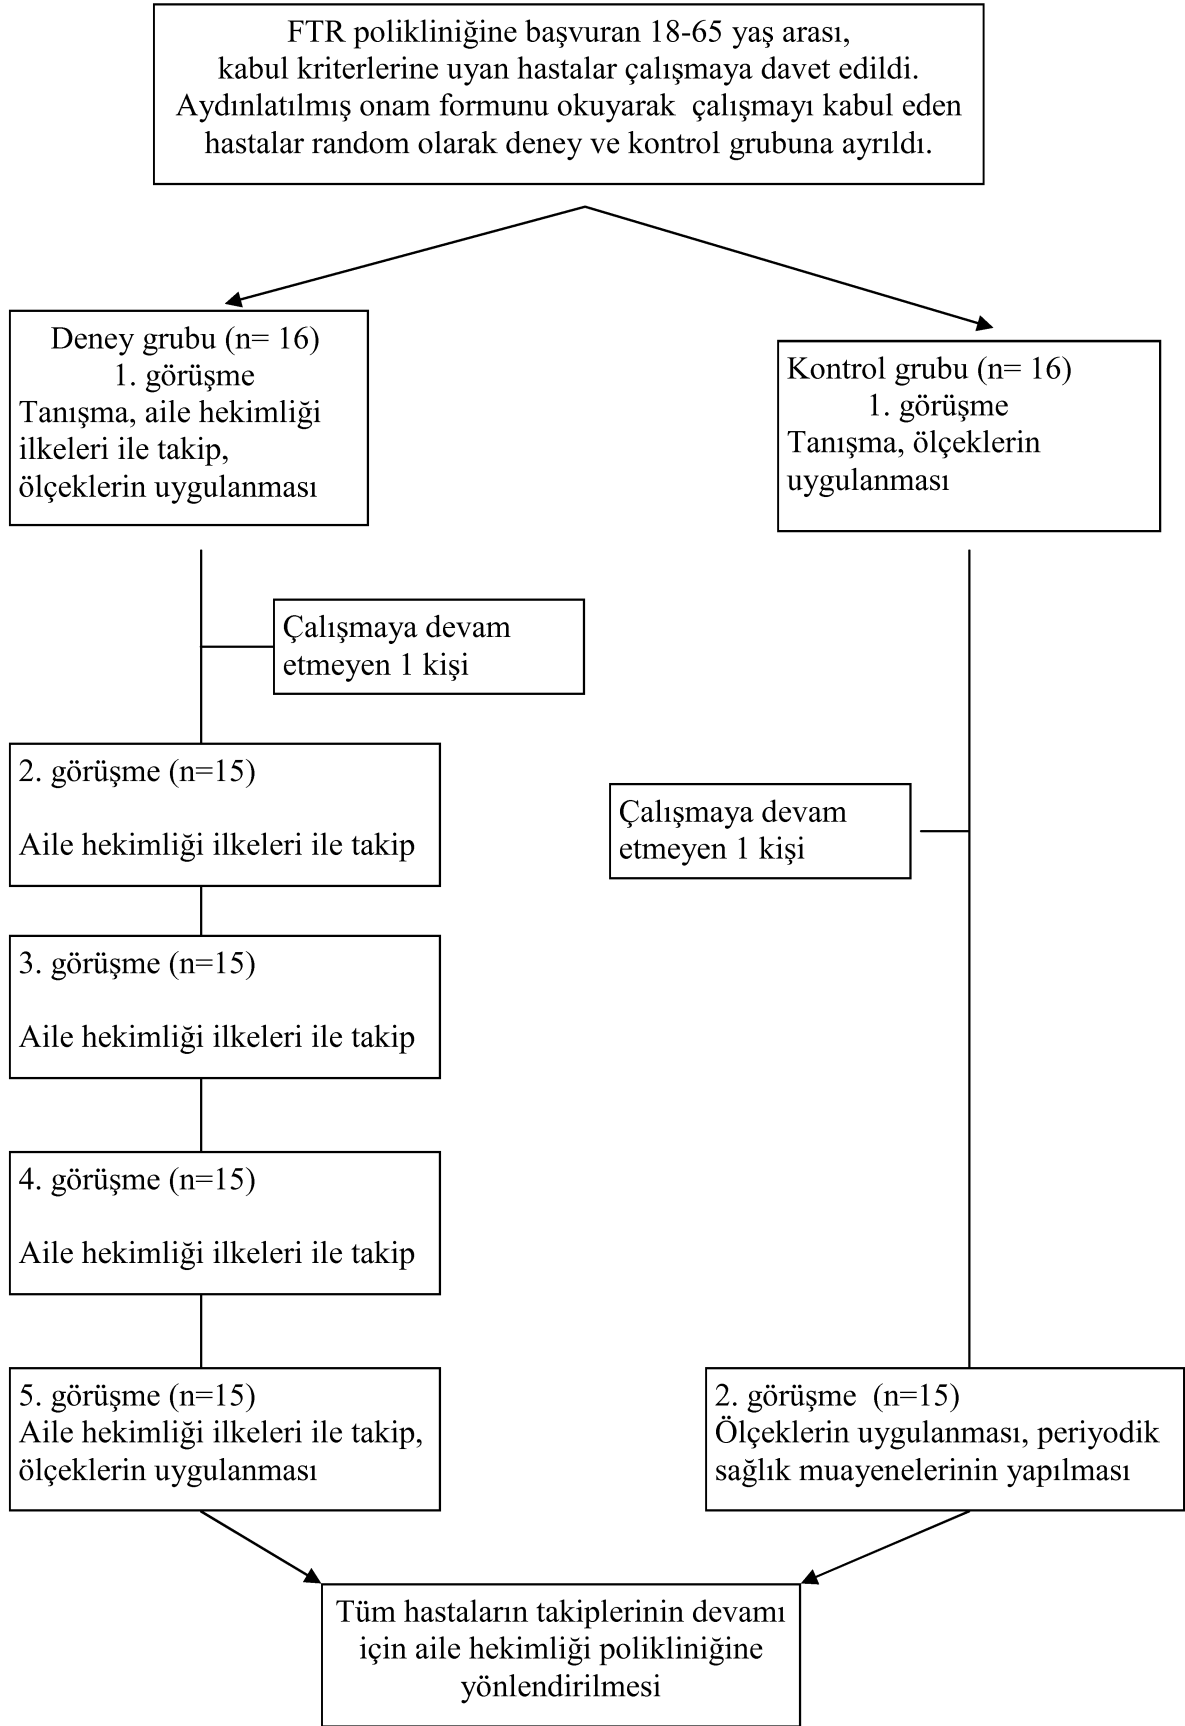 FTR polikliniğine başvuran 18-65 yaş arası,
kabul kriterlerine uyan hastalar çalışmaya davet edildi.
Aydınlatılmış onam formunu okuyarak çalışmayı kabul eden
hastalar random olarak deney ve kontrol grubuna ayrıldı.
Deney grubu (n= 16)
1. görüşme
Tanışma, aile hekimliği
ilkeleri ile takip,
ölçeklerin uygulanması
Kontrol grubu (n= 16)
1. görüşme
Tanışma, ölçeklerin
uygulanması
Çalışmaya devam
etmeyen 1 kişi
2. görüşme (n=15)
Aile hekimliği ilkeleri ile takip
Çalışmaya devam
etmeyen 1 kişi
3. görüşme (n=15)
Aile hekimliği ilkeleri ile takip
4. görüşme (n=15)
Aile hekimliği ilkeleri ile takip
5. görüşme (n=15)
Aile hekimliği ilkeleri ile takip,
ölçeklerin uygulanması
2. görüşme (n=15)
Ölçeklerin uygulanması, periyodik
sağlık muayenelerinin yapılması
Tüm hastaların takiplerinin devamı
için aile hekimliği polikliniğine
yönlendirilmesi